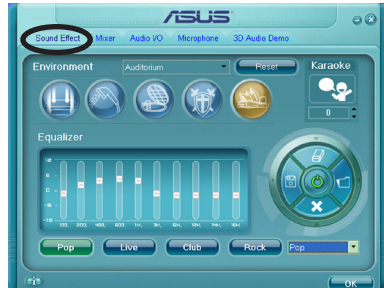 ASUS
Sound Effect Mixer Audio I/O Microphone 3D Audio Demo
Environment Auditorium Reset Karaoke
0
Equalizer
Pop Live Club Rock Pop
OK